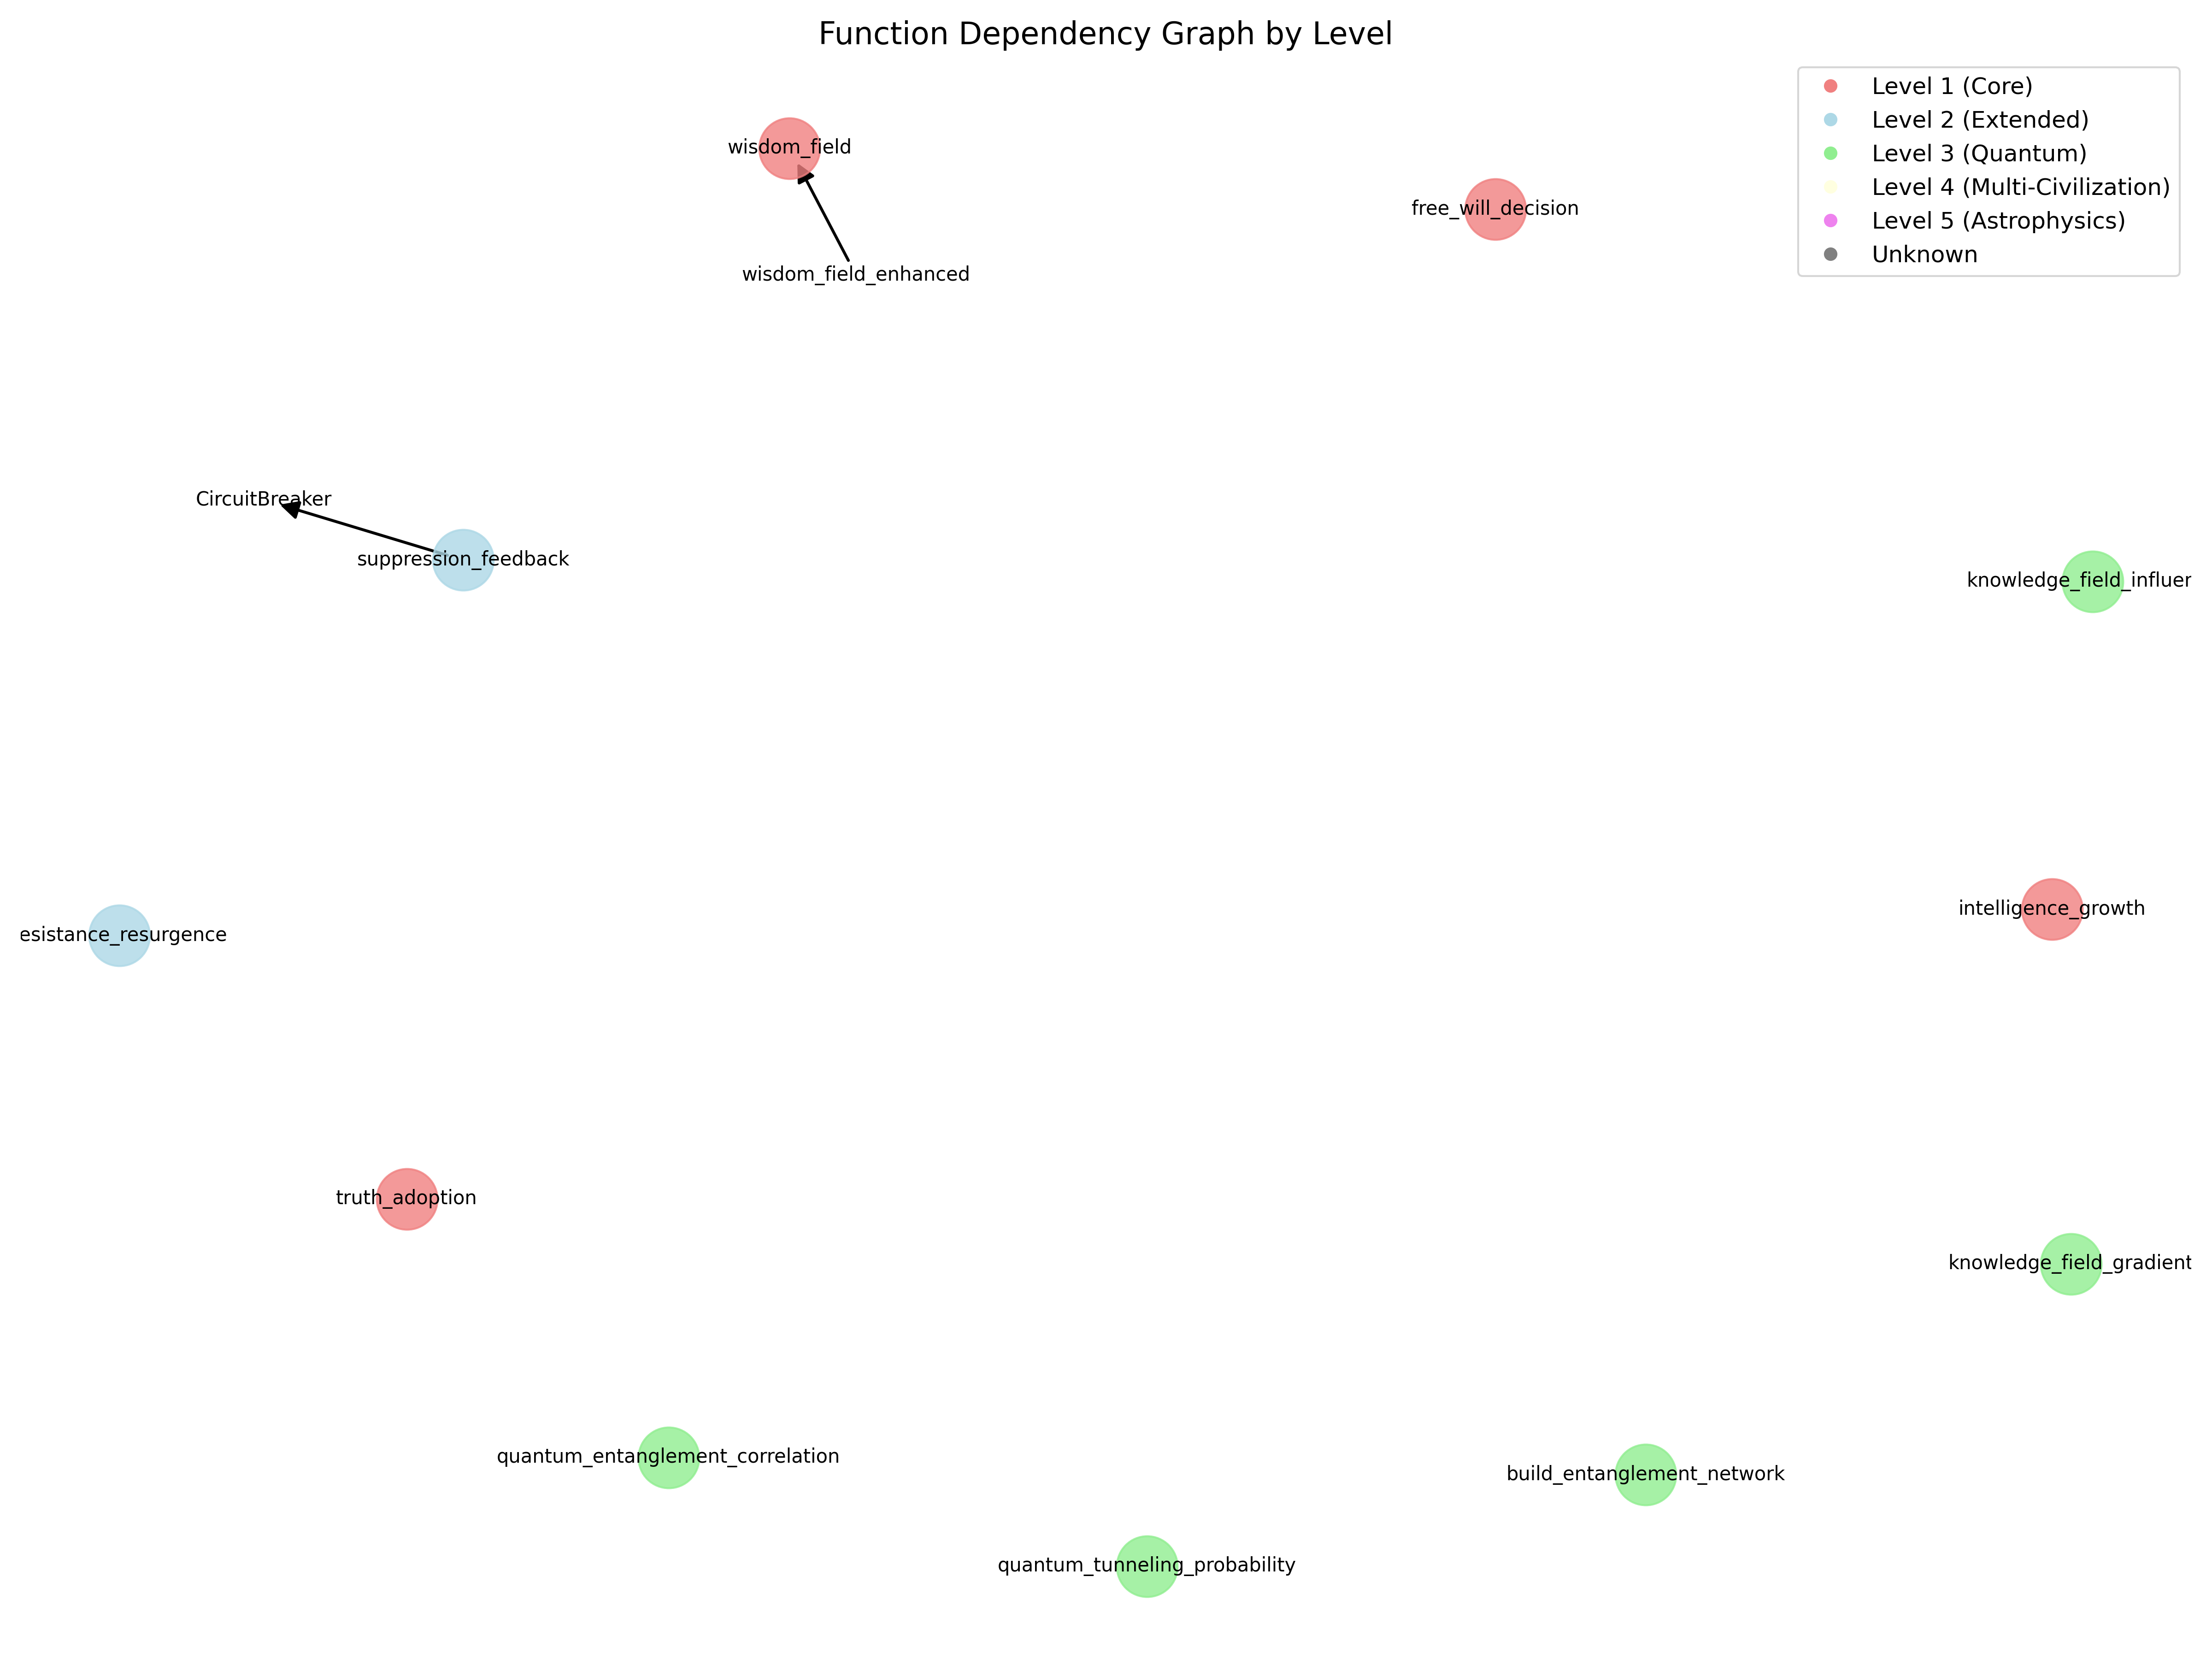 Function Dependency Graph by Level
Level 1 (Core)
Level 2 (Extended)
Level 3 (Quantum)
Level 4 (Multi-Civilization)
Level 5 (Astrophysics)
Unknown
wisdom_field
free_will_decision
wisdom_field_enhanced
CircuitBreaker
suppression_feedback
knowledge_field_influer
intelligence_growth
esistance_resurgence
truth_adoption
knowledge_field_gradient
quantum_entanglement_correlation
build_entanglement_network
quantum_tunneling_probability